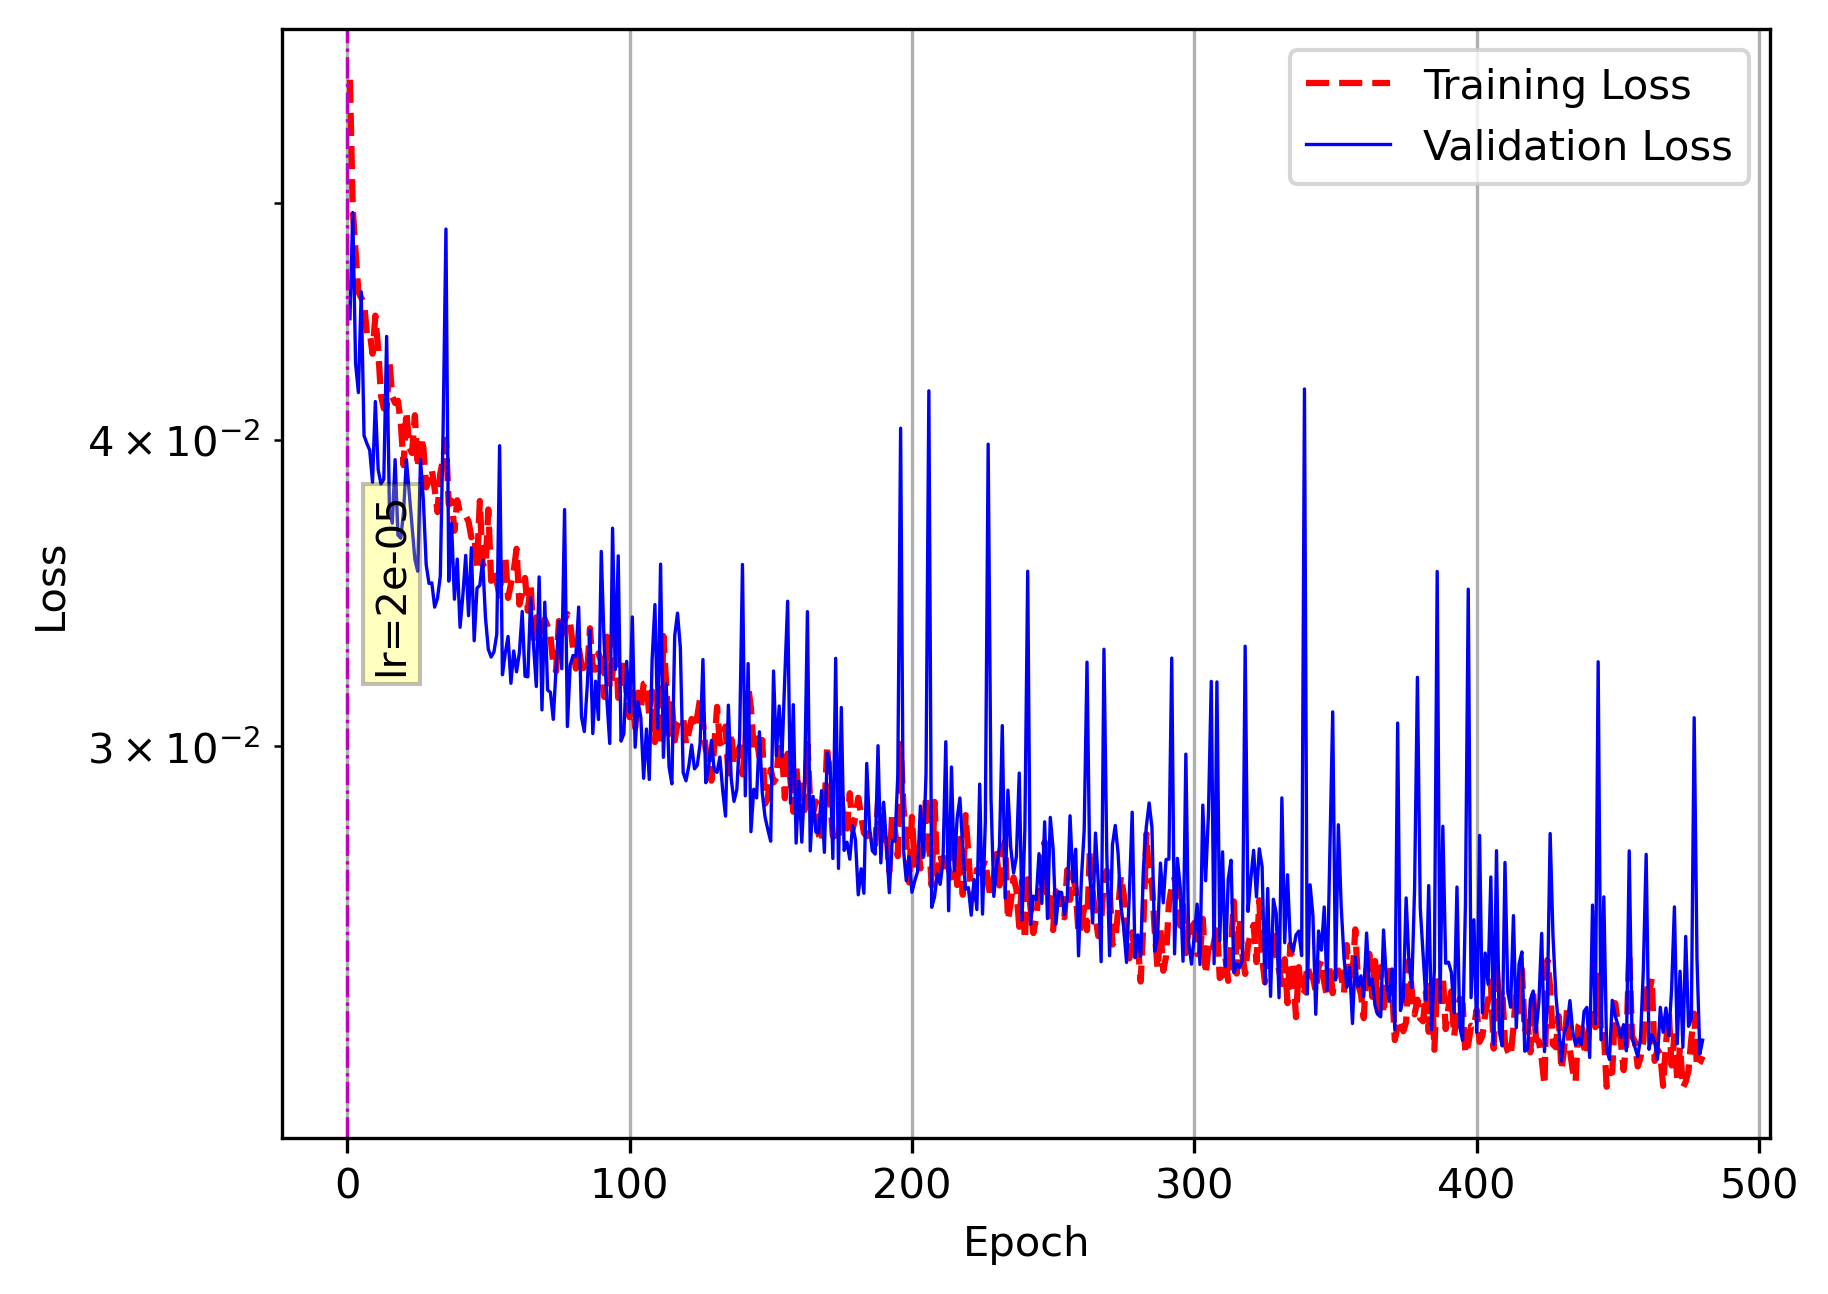 Training Loss
Validation Loss
4 × 10⁻²
3 × 10⁻²
Loss
lr=2e-05
0 100 200 300 400 500
Epoch